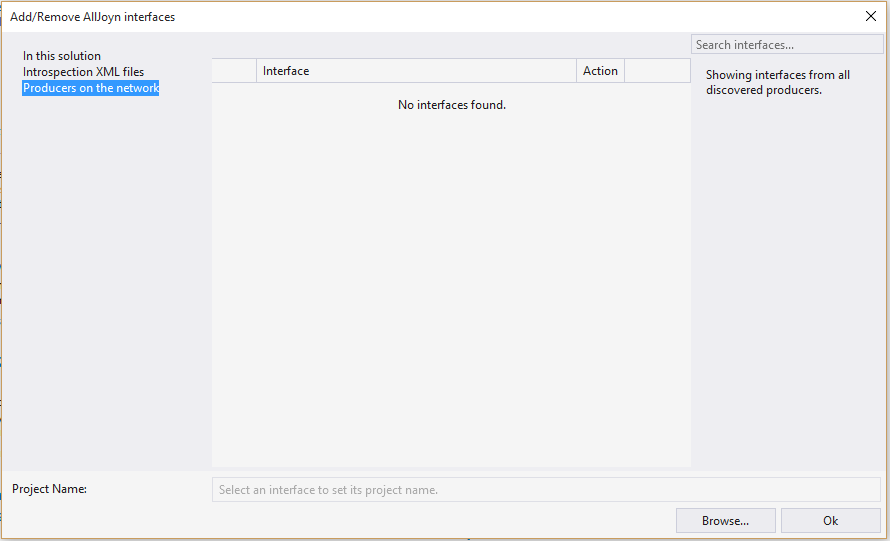 Add/Remove AllJoyn interfaces
Search interfaces...
In this solution
Introspection XML files
Producers on the network
Interface
Action
No interfaces found.
Showing interfaces from all
discovered producers.
Project Name:
Select an interface to set its project name.
Browse...
Ok